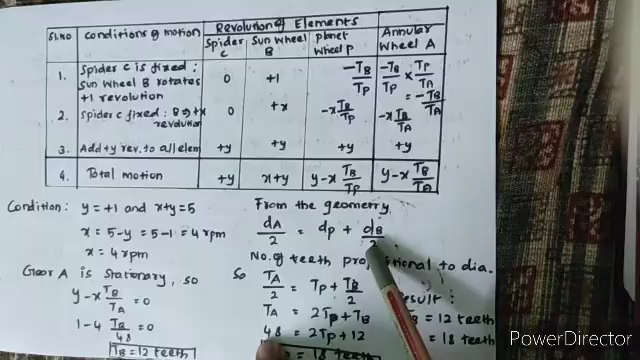 Revolution of Elements
Sl.No Conditions of motion Spider C Sun Wheel B Planet Wheel P Annular Wheel A
1. Spider C is fixed; Sun Wheel B rotates +1 revolution 0 +1 -TB/TP -TB/TP × TP/TA = -TB/TA
2. Spider C fixed: B +x revolution 0 +x -x TB/TP -x TB/TA
3. Add +y rev. to all elem +y +y +y +y
4. Total motion +y x+y y-x TB/TP y-x TB/TA
Condition: y=+1 and x+y=5
x = 5-y = 5-1 = 4 rpm
x = 4 rpm
Gear A is Stationary, so
y-x TB/TA = 0
1-4 TB/48 = 0
TB = 12 teeth
From the geometry
dA/2 = dp + dB/2
No. of teeth to dia.
So TA/2 = TP + TB/2
TA = 2TP + TB
48 = 2TP + 12
= 18 teeth
= 12 teeth
= 18 teeth
PowerDirector